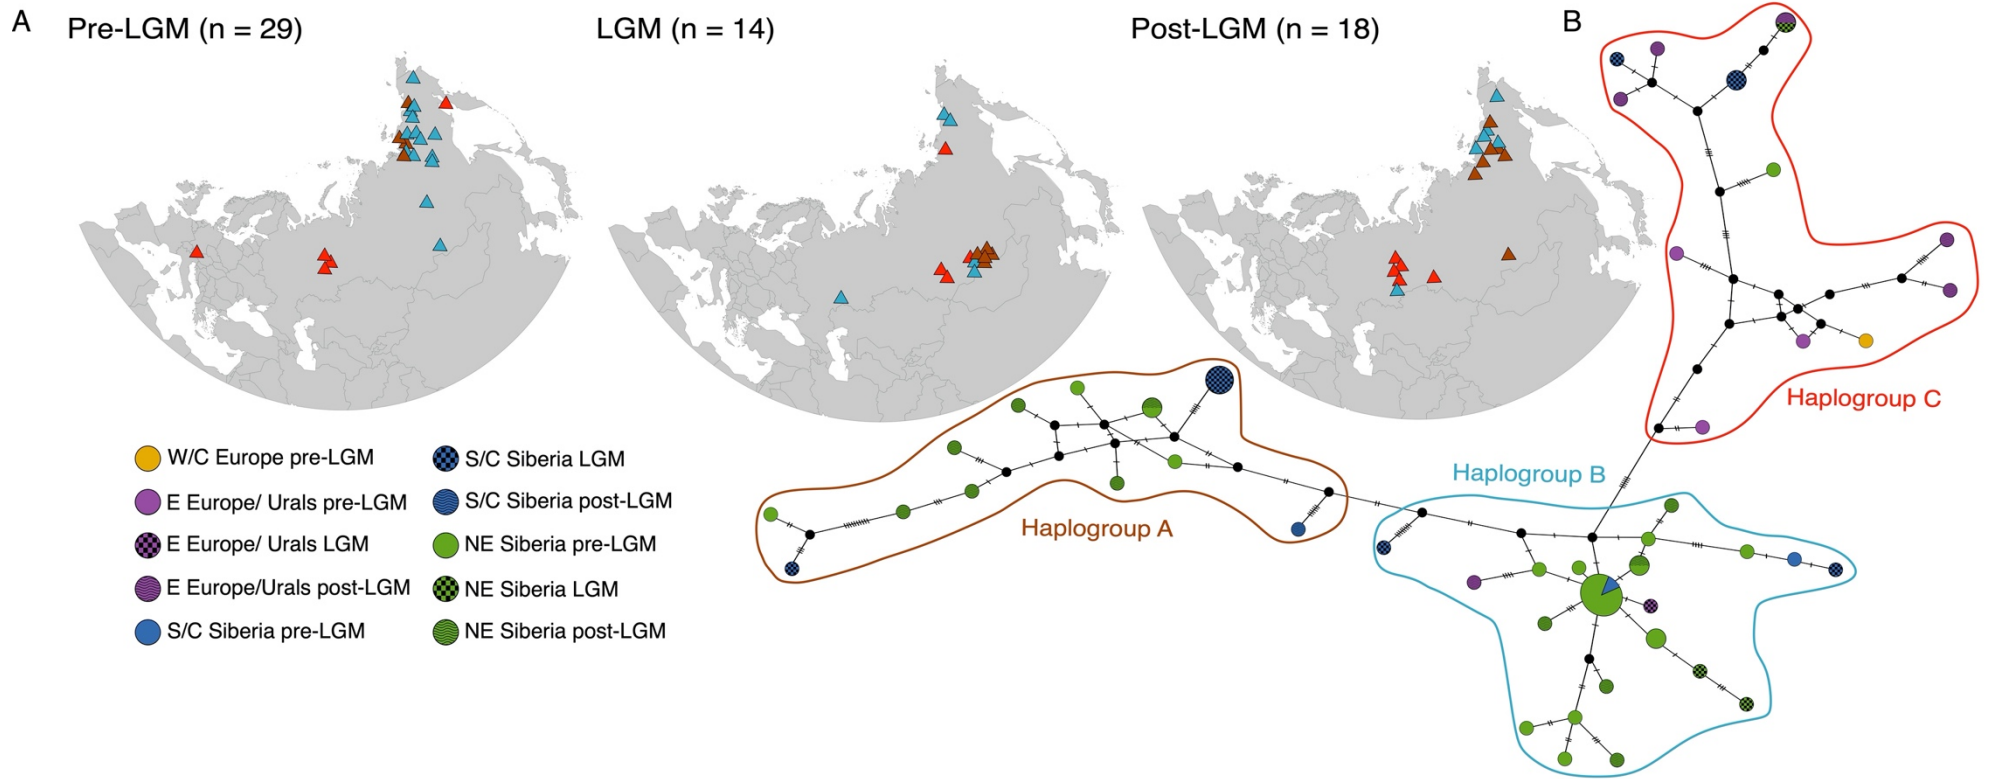 A
Pre-LGM (n = 29)
LGM (n = 14)
Post-LGM (n = 18)
B
Haplogroup C
Haplogroup B
Haplogroup A
W/C Europe pre-LGM
E Europe/ Urals pre-LGM
E Europe/ Urals LGM
E Europe/Urals post-LGM
S/C Siberia pre-LGM
S/C Siberia LGM
S/C Siberia post-LGM
NE Siberia pre-LGM
NE Siberia LGM
NE Siberia post-LGM